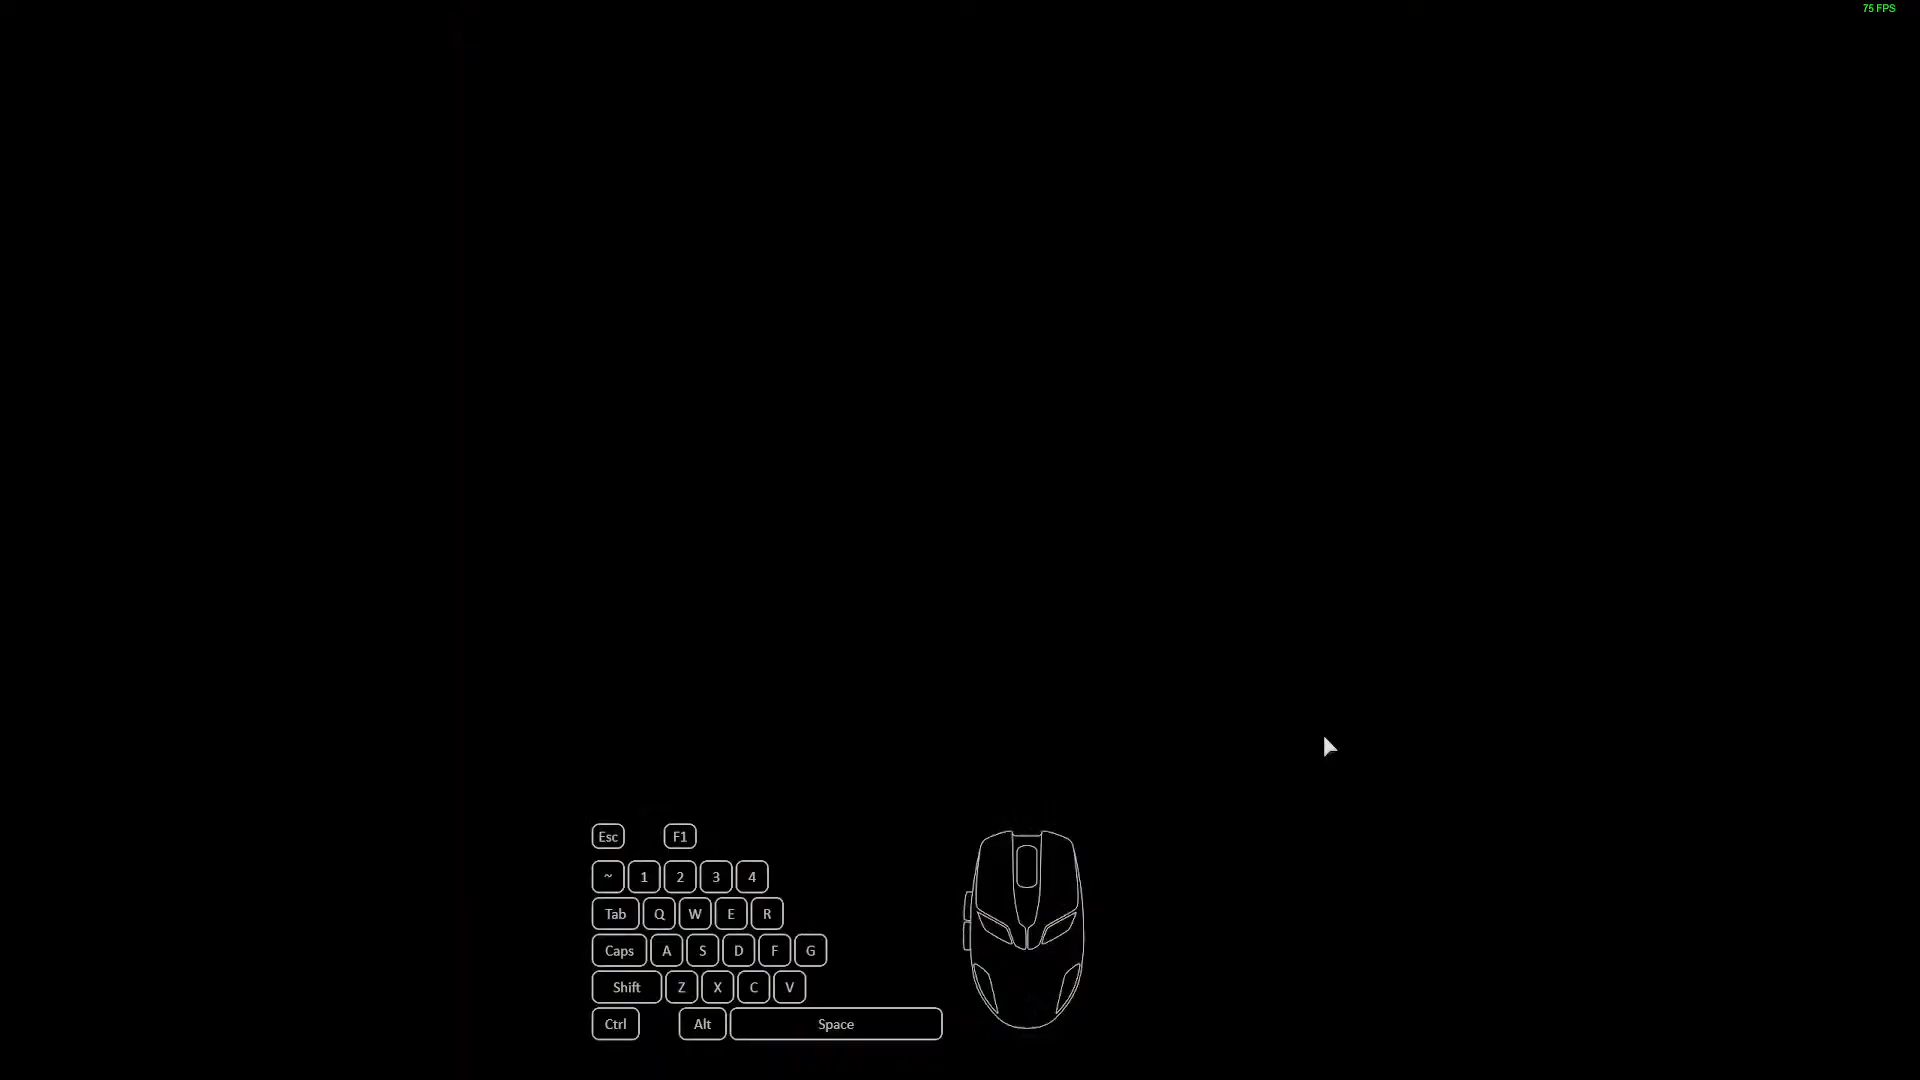 75 FPS
Esc F1
~ 1 2 3 4
Tab Q W E R
Caps A S D F G
Shift Z X C V
Ctrl Alt Space